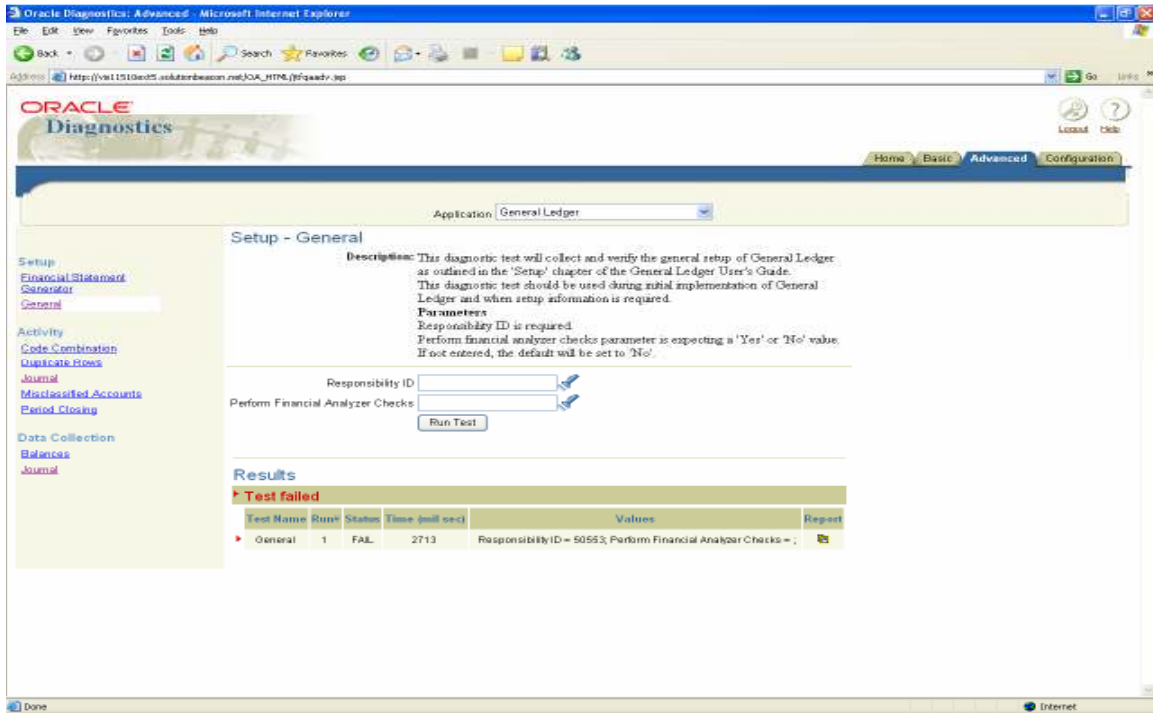 Oracle Diagnostics: Advanced - Microsoft Internet Explorer
File Edit View Favorites Tools Help
Back Search Favorites
Address http://vis11510ext5.solutionbeacon.net/OA_HTML/jtfqaadv.jsp Go Links
ORACLE
Diagnostics
Logout Help
Home Basic Advanced Configuration
Application General Ledger
Setup
Financial Statement
Generator
General
Activity
Code Combination
Duplicate Rows
Journal
Misclassified Accounts
Period Closing
Data Collection
Balances
Journal
Setup - General
Description: This diagnostic test will collect and verify the general setup of General Ledger
as outlined in the 'Setup' chapter of the General Ledger User's Guide.
This diagnostic test should be used during initial implementation of General
Ledger and when setup information is required.
Parameters
Responsibility ID is required.
Perform financial analyzer checks parameter is expecting a 'Yes' or 'No' value.
If not entered, the default will be set to 'No'.
Responsibility ID
Perform Financial Analyzer Checks
Run Test
Results
Test failed
Test Name Run# Status Time (mil sec) Values Report
General 1 FAIL 2713 Responsibility ID = 50553; Perform Financial Analyzer Checks = ;
Done Internet